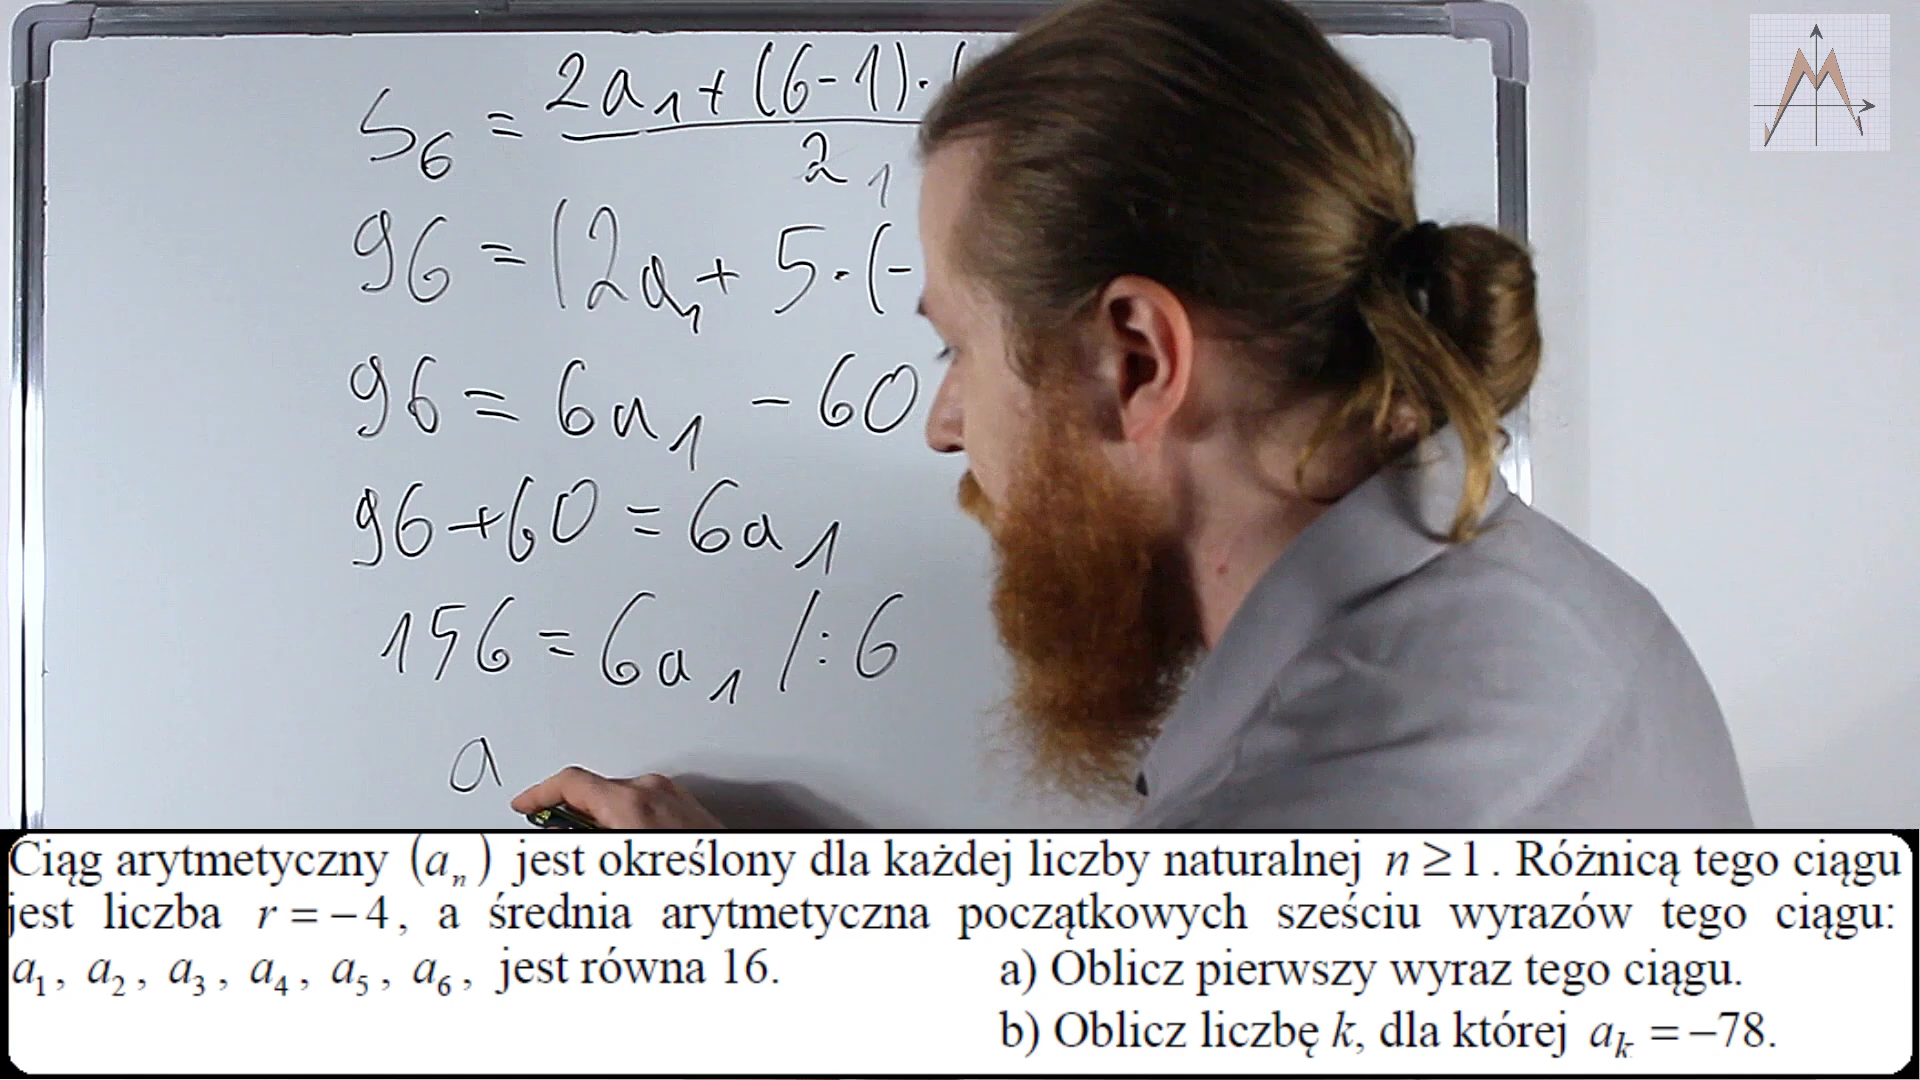 S6 = 2a1 + (6-1)·(
2 1
96 = (2a1 + 5·(-
96 = 6a1 - 60
96+60 = 6a1
156 = 6a1 /:6
a
Ciąg arytmetyczny (aₙ) jest określony dla każdej liczby naturalnej n ≥ 1. Różnicą tego ciągu
jest liczba r = −4, a średnia arytmetyczna początkowych sześciu wyrazów tego ciągu:
a₁, a₂, a₃, a₄, a₅, a₆, jest równa 16.
a) Oblicz pierwszy wyraz tego ciągu.
b) Oblicz liczbę k, dla której aₖ = −78.